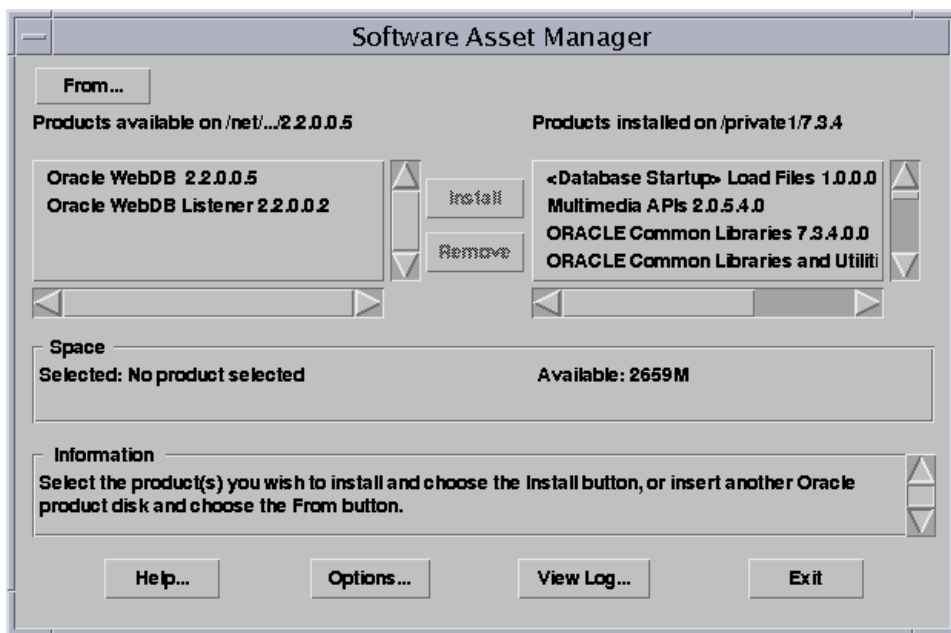 Software Asset Manager
From...
Products available on /net/.../2.2.0.0.5
Products installed on /private1/7.3.4
Oracle WebDB 2.2.0.0.5
Oracle WebDB Listener 2.2.0.0.2
Install
Remove
<Database Startup> Load Files 1.0.0.0
Multimedia APIs 2.0.5.4.0
ORACLE Common Libraries 7.3.4.0.0
ORACLE Common Libraries and Utiliti
Space
Selected: No product selected
Available: 2659M
Information
Select the product(s) you wish to install and choose the Install button, or insert another Oracle
product disk and choose the From button.
Help...
Options...
View Log...
Exit